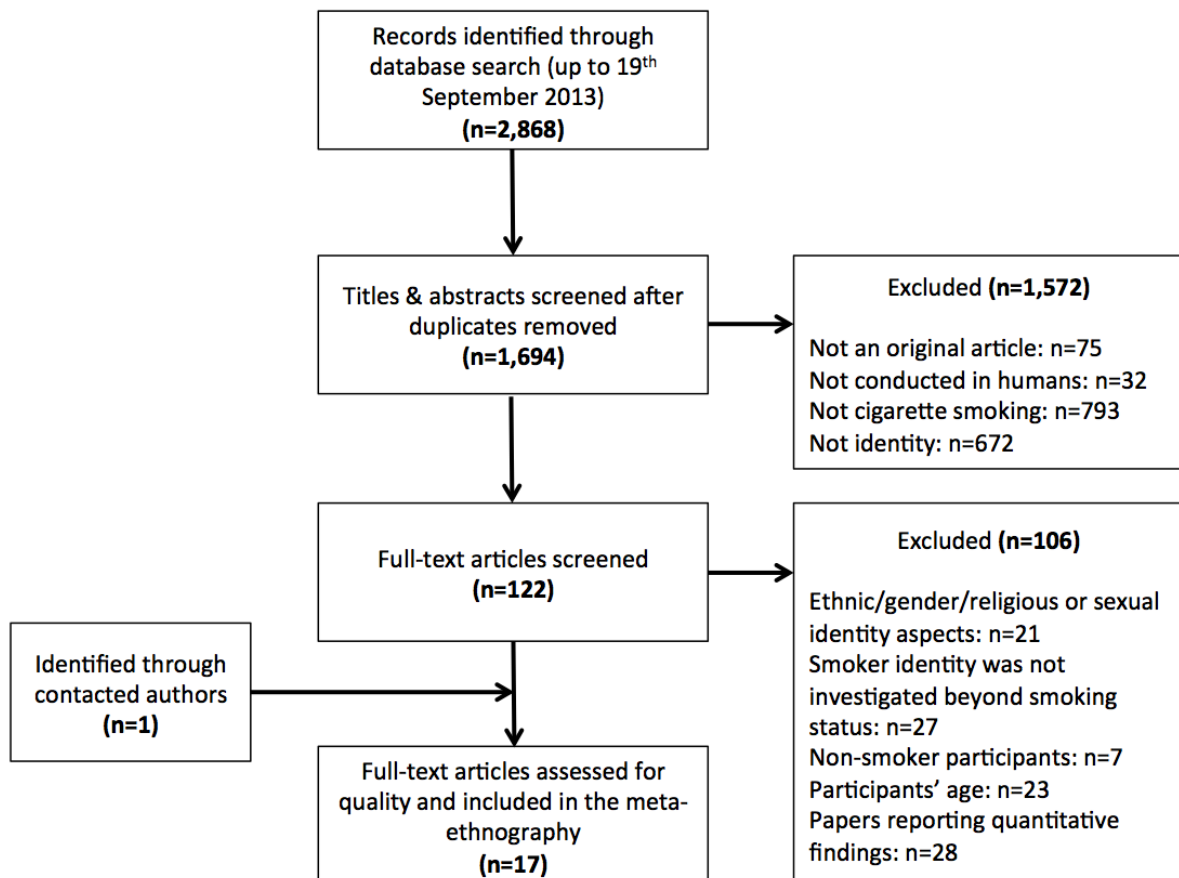 Records identified through
database search (up to 19th
September 2013)
(n=2,868)
Titles & abstracts screened after
duplicates removed
(n=1,694)
Excluded (n=1,572)
Not an original article: n=75
Not conducted in humans: n=32
Not cigarette smoking: n=793
Not identity: n=672
Full-text articles screened
(n=122)
Excluded (n=106)
Ethnic/gender/religious or sexual
identity aspects: n=21
Smoker identity was not
investigated beyond smoking
status: n=27
Non-smoker participants: n=7
Participants’ age: n=23
Papers reporting quantitative
findings: n=28
Identified through
contacted authors
(n=1)
Full-text articles assessed for
quality and included in the meta-
ethnography
(n=17)